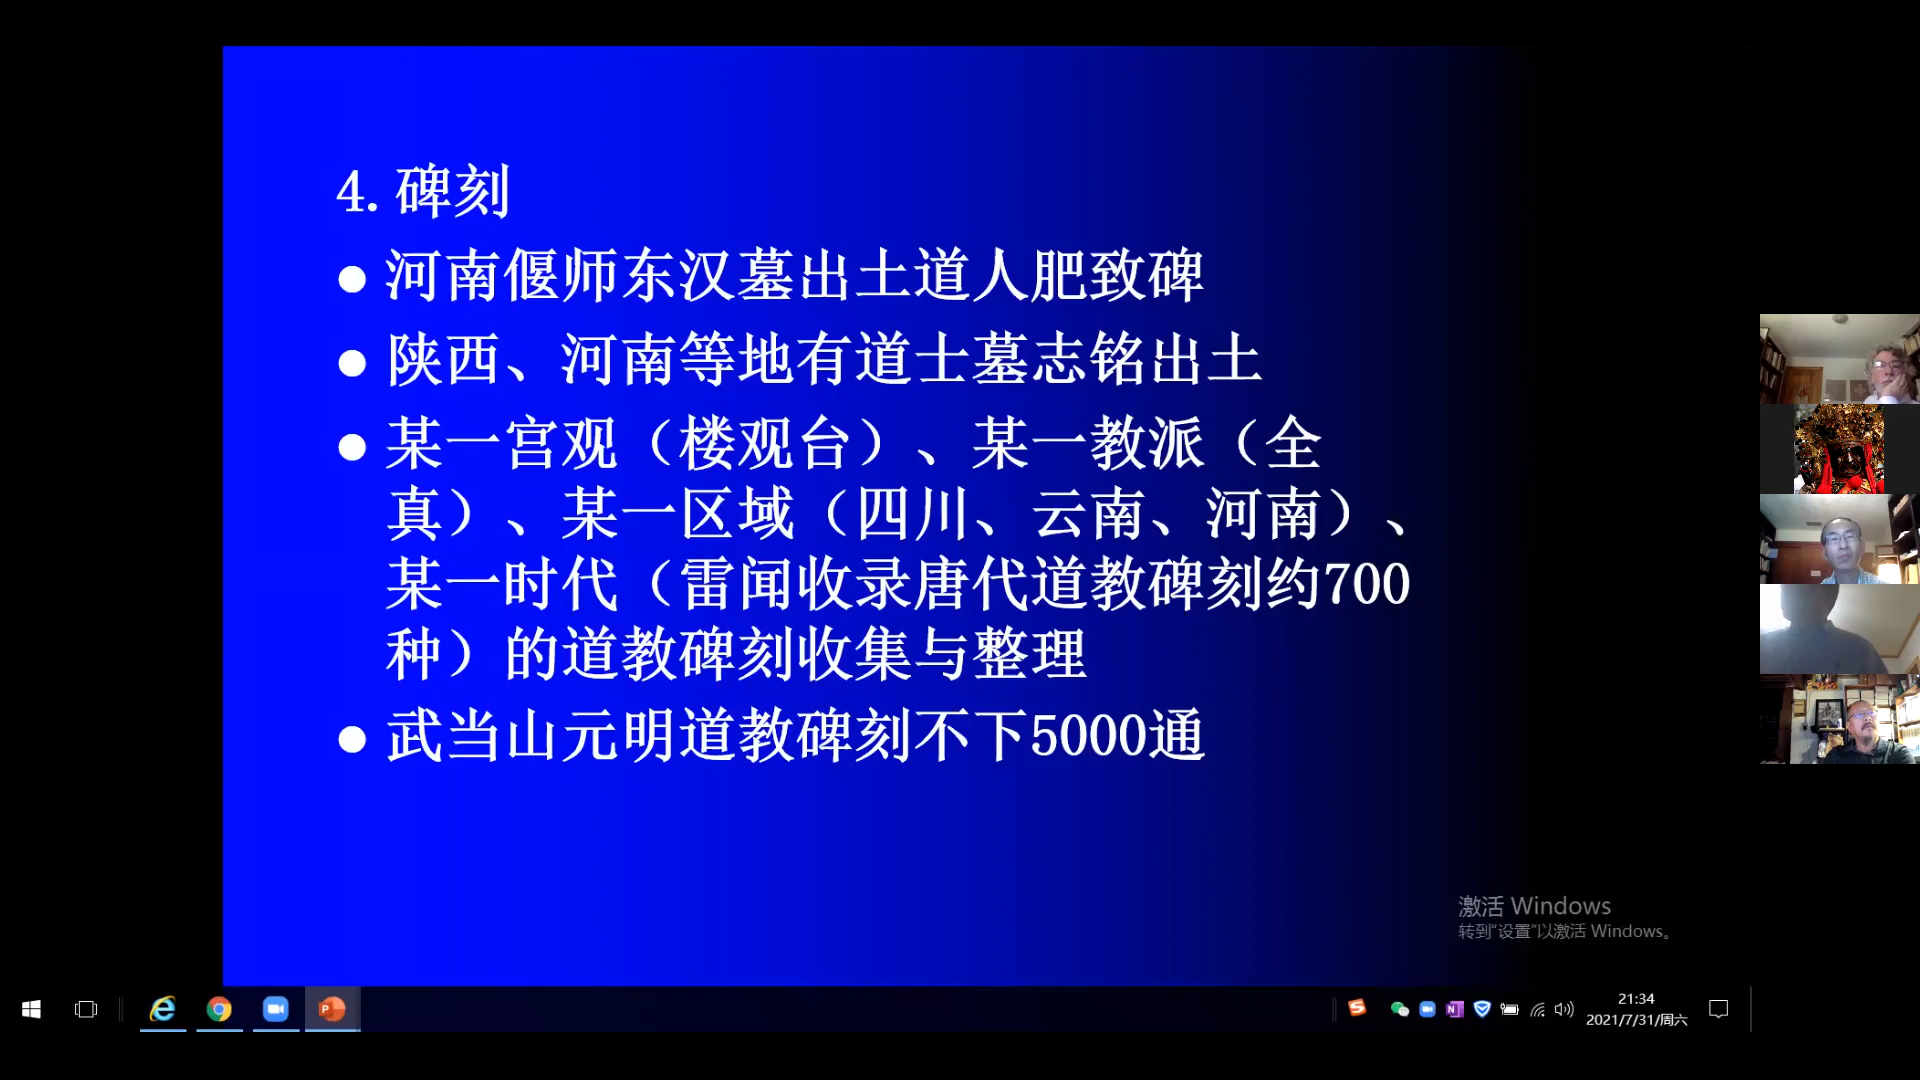 4. 碑刻
● 河南偃师东汉墓出土道人肥致碑
● 陕西、河南等地有道士墓志铭出土
● 某一宫观（楼观台）、某一教派（全
真）、某一区域（四川、云南、河南）、
某一时代（雷闻收录唐代道教碑刻约700
种）的道教碑刻收集与整理
● 武当山元明道教碑刻不下5000通
激活 Windows
转到“设置”以激活 Windows。
21:34
2021/7/31/周六